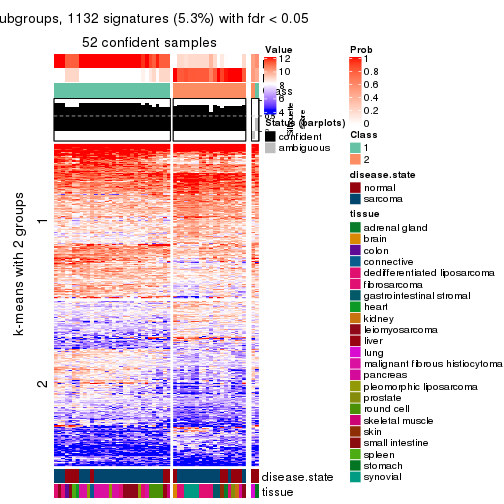 ubgroups, 1132 signatures (5.3%) with fdr < 0.05
52 confident samples
k-means with 2 groups
1
2
Value
12
10
8
6
4
Status (barplots)
confident
ambiguous
disease.state
tissue
Prob
1
0.8
0.6
0.4
0.2
0
Class
1
2
disease.state
normal
sarcoma
tissue
adrenal gland
brain
colon
connective
dedifferentiated liposarcoma
fibrosarcoma
gastrointestinal stromal
heart
kidney
leiomyosarcoma
liver
lung
malignant fibrous histiocytoma
pancreas
pleomorphic liposarcoma
prostate
round cell
skeletal muscle
skin
small intestine
spleen
stomach
synovial